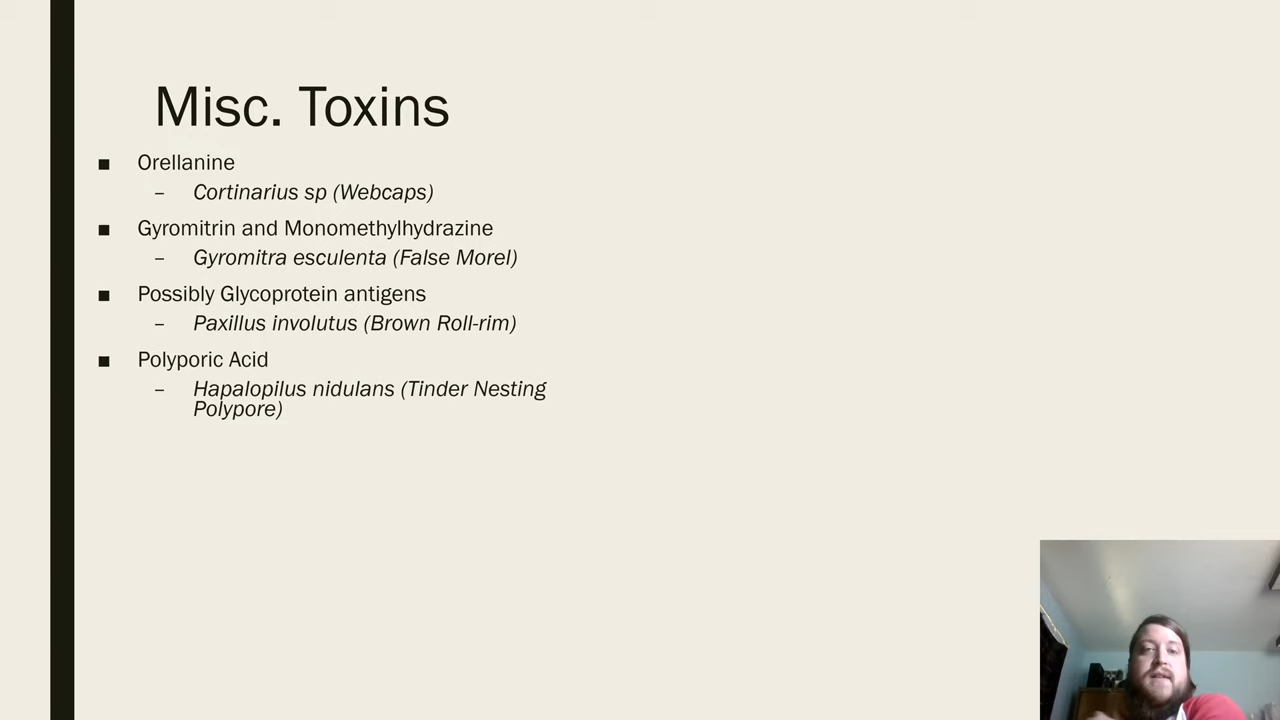 Misc. Toxins
■ Orellanine
– Cortinarius sp (Webcaps)
■ Gyromitrin and Monomethylhydrazine
– Gyromitra esculenta (False Morel)
■ Possibly Glycoprotein antigens
– Paxillus involutus (Brown Roll-rim)
■ Polyporic Acid
– Hapalopilus nidulans (Tinder Nesting
Polypore)